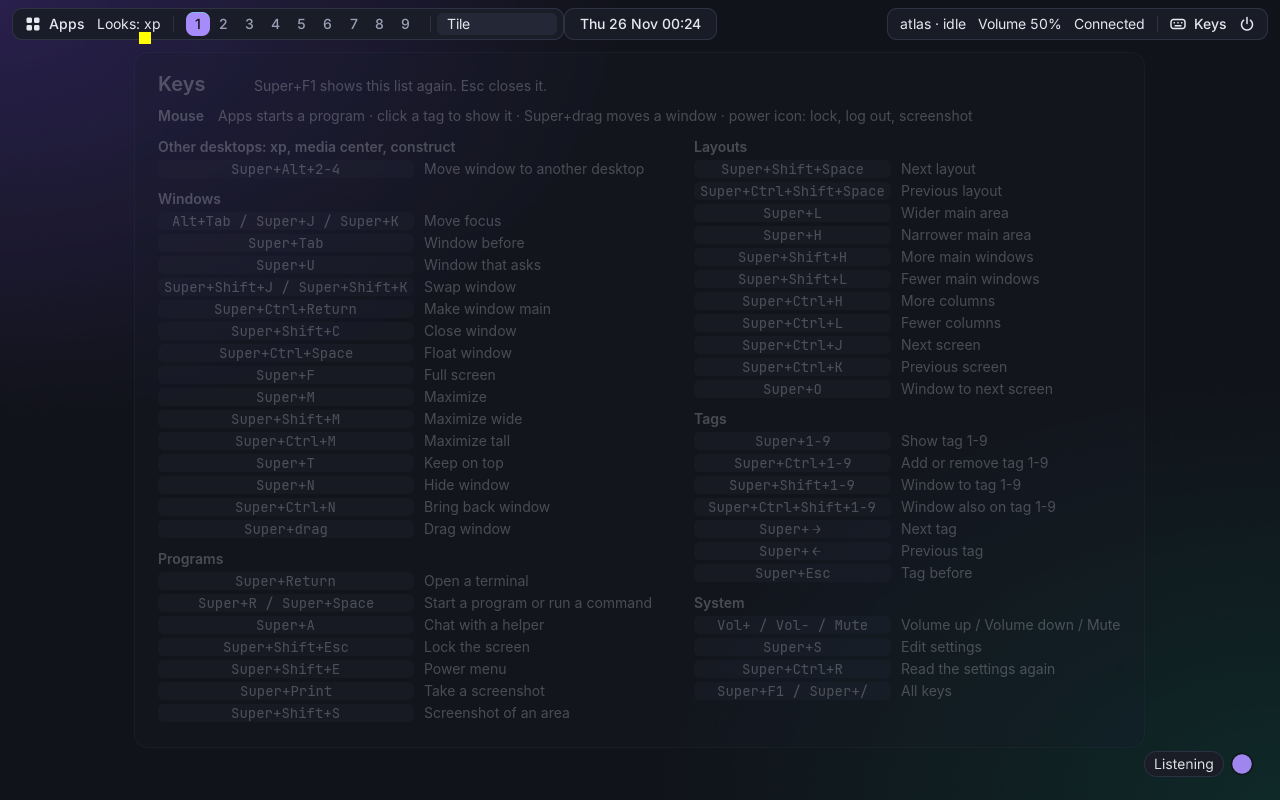 Apps Looks: xp 1 2 3 4 5 6 7 8 9 Tile Thu 26 Nov 00:24 atlas · idle Volume 50% Connected Keys
Keys Super+F1 shows this list again. Esc closes it.
Mouse Apps starts a program · click a tag to show it · Super+drag moves a window · power icon: lock, log out, screenshot
Other desktops: xp, media center, construct
Super+Alt+2-4 Move window to another desktop
Windows
Alt+Tab / Super+J / Super+K Move focus
Super+Tab Window before
Super+U Window that asks
Super+Shift+J / Super+Shift+K Swap window
Super+Ctrl+Return Make window main
Super+Shift+C Close window
Super+Ctrl+Space Float window
Super+F Full screen
Super+M Maximize
Super+Shift+M Maximize wide
Super+Ctrl+M Maximize tall
Super+T Keep on top
Super+N Hide window
Super+Ctrl+N Bring back window
Super+drag Drag window
Programs
Super+Return Open a terminal
Super+R / Super+Space Start a program or run a command
Super+A Chat with a helper
Super+Shift+Esc Lock the screen
Super+Shift+E Power menu
Super+Print Take a screenshot
Super+Shift+S Screenshot of an area
Layouts
Super+Shift+Space Next layout
Super+Ctrl+Shift+Space Previous layout
Super+L Wider main area
Super+H Narrower main area
Super+Shift+H More main windows
Super+Shift+L Fewer main windows
Super+Ctrl+H More columns
Super+Ctrl+L Fewer columns
Super+Ctrl+J Next screen
Super+Ctrl+K Previous screen
Super+O Window to next screen
Tags
Super+1-9 Show tag 1-9
Super+Ctrl+1-9 Add or remove tag 1-9
Super+Shift+1-9 Window to tag 1-9
Super+Ctrl+Shift+1-9 Window also on tag 1-9
Super+→ Next tag
Super+← Previous tag
Super+Esc Tag before
System
Vol+ / Vol- / Mute Volume up / Volume down / Mute
Super+S Edit settings
Super+Ctrl+R Read the settings again
Super+F1 / Super+/ All keys
Listening